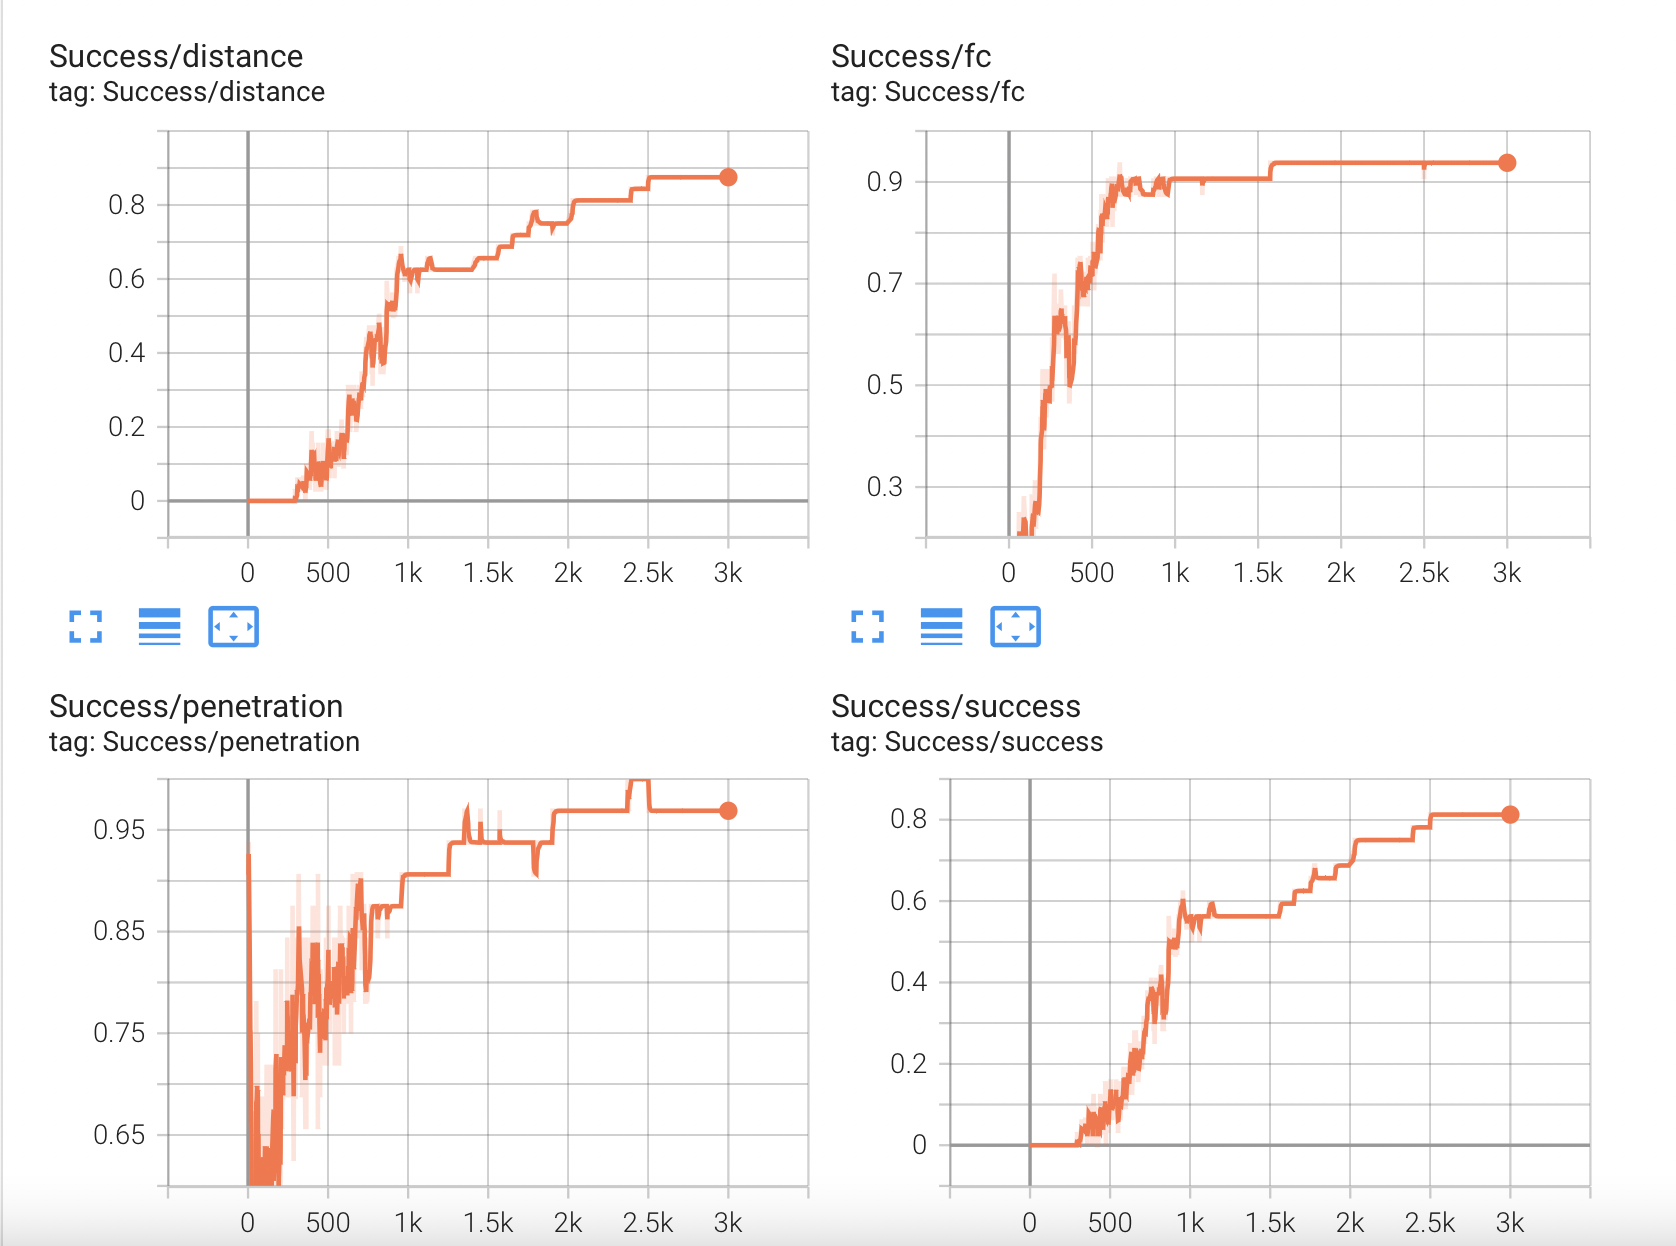 Success/distance
tag: Success/distance
0.8
0.6
0.4
0.2
0
0 500 1k 1.5k 2k 2.5k 3k
Success/fc
tag: Success/fc
0.9
0.7
0.5
0.3
0 500 1k 1.5k 2k 2.5k 3k
Success/penetration
tag: Success/penetration
0.95
0.85
0.75
0.65
0 500 1k 1.5k 2k 2.5k 3k
Success/success
tag: Success/success
0.8
0.6
0.4
0.2
0
0 500 1k 1.5k 2k 2.5k 3k